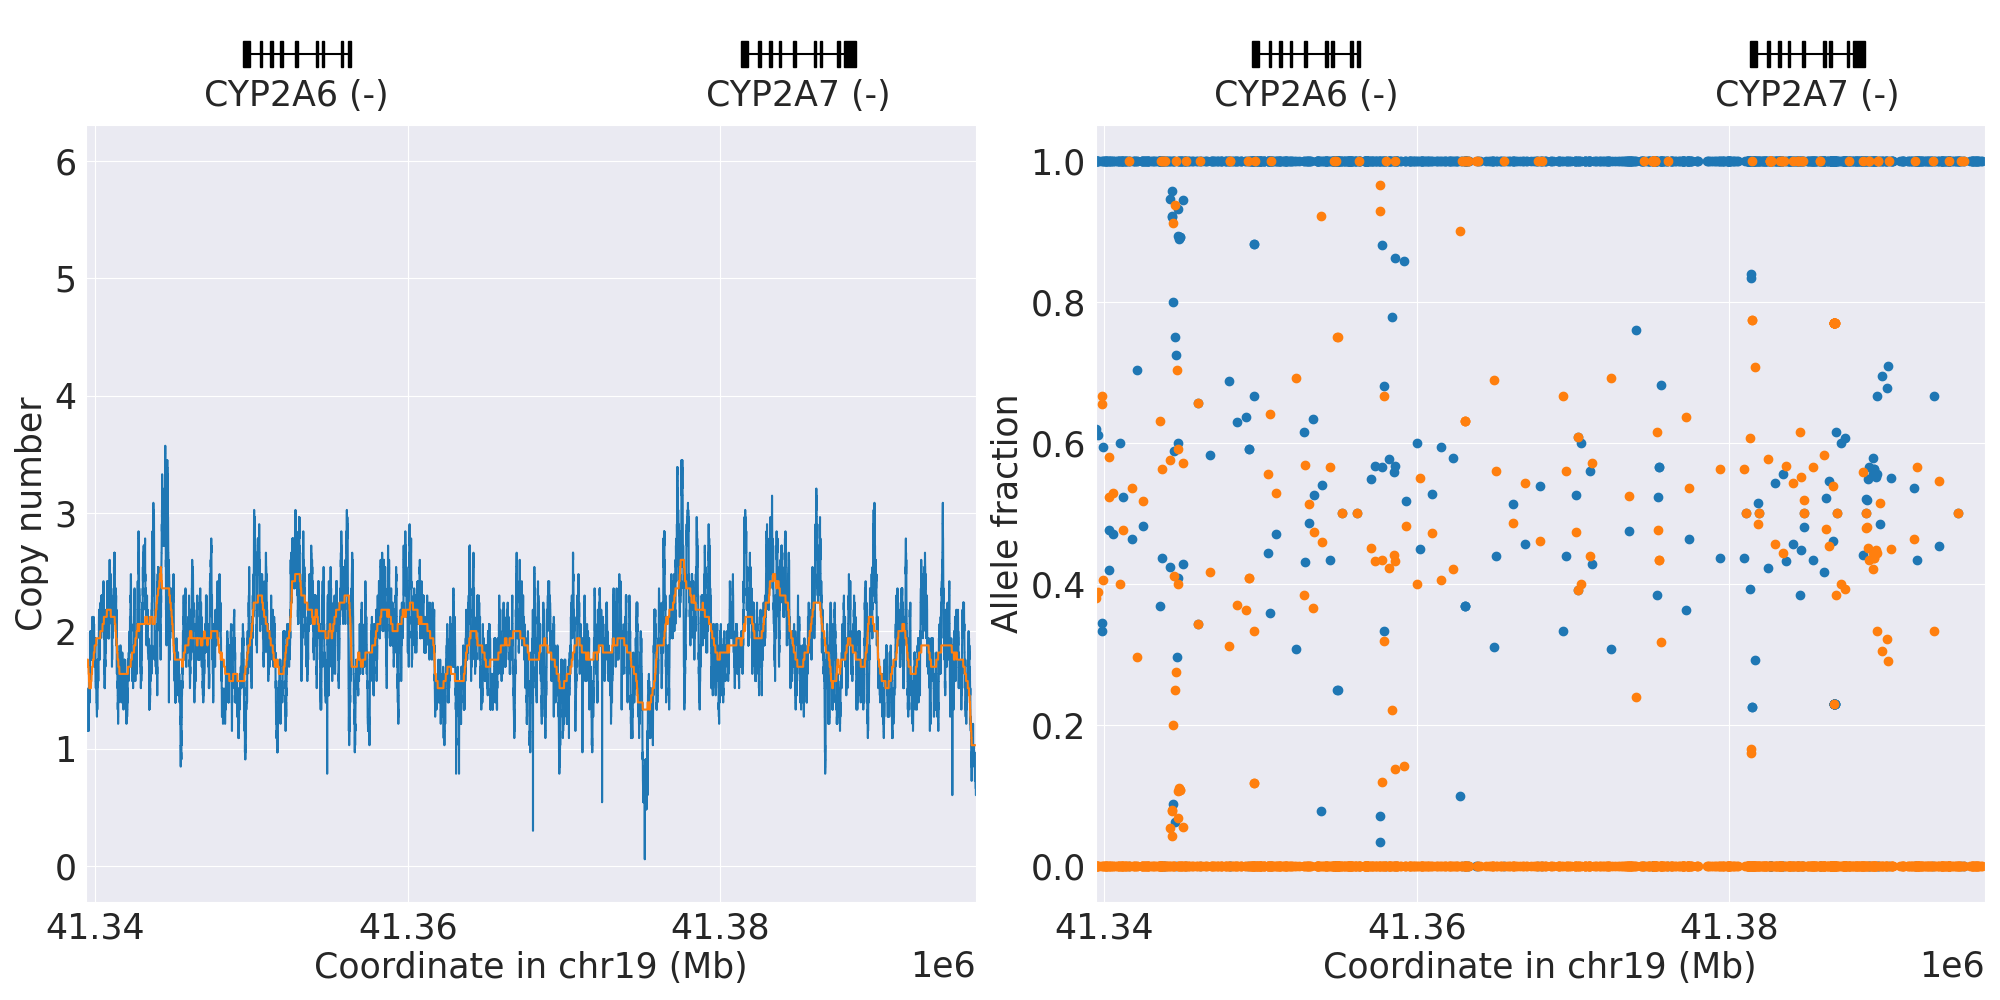 CYP2A6 (-)
CYP2A7 (-)
6
5
4
3
2
1
0
Copy number
41.34
41.36
41.38
Coordinate in chr19 (Mb)
1e6
CYP2A6 (-)
CYP2A7 (-)
1.0
0.8
0.6
0.4
0.2
0.0
Allele fraction
41.34
41.36
41.38
Coordinate in chr19 (Mb)
1e6